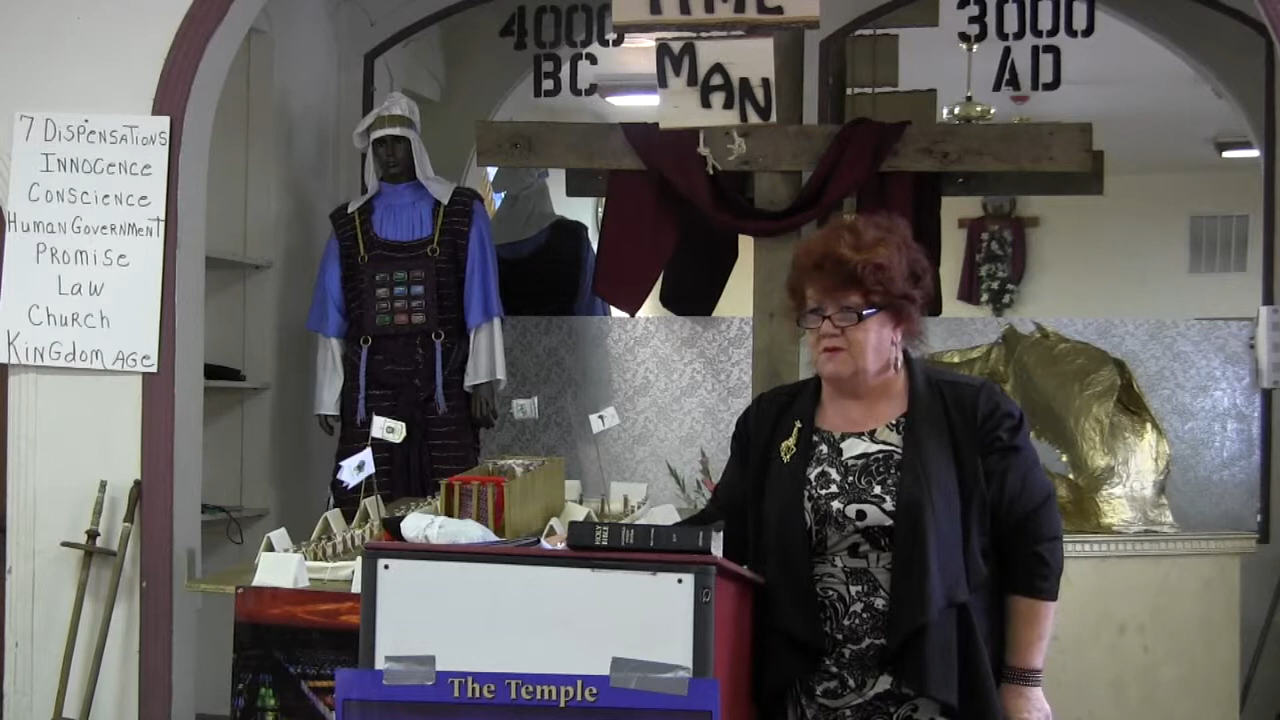 7 DISPENSATIONS
INNOCENCE
CONSCIENCE
HUMAN GOVERNMENT
PROMISE
LAW
CHURCH
KINGDOM AGE
4000
BC
TIME
MAN
3000
AD
HOLY
BIBLE
The Temple